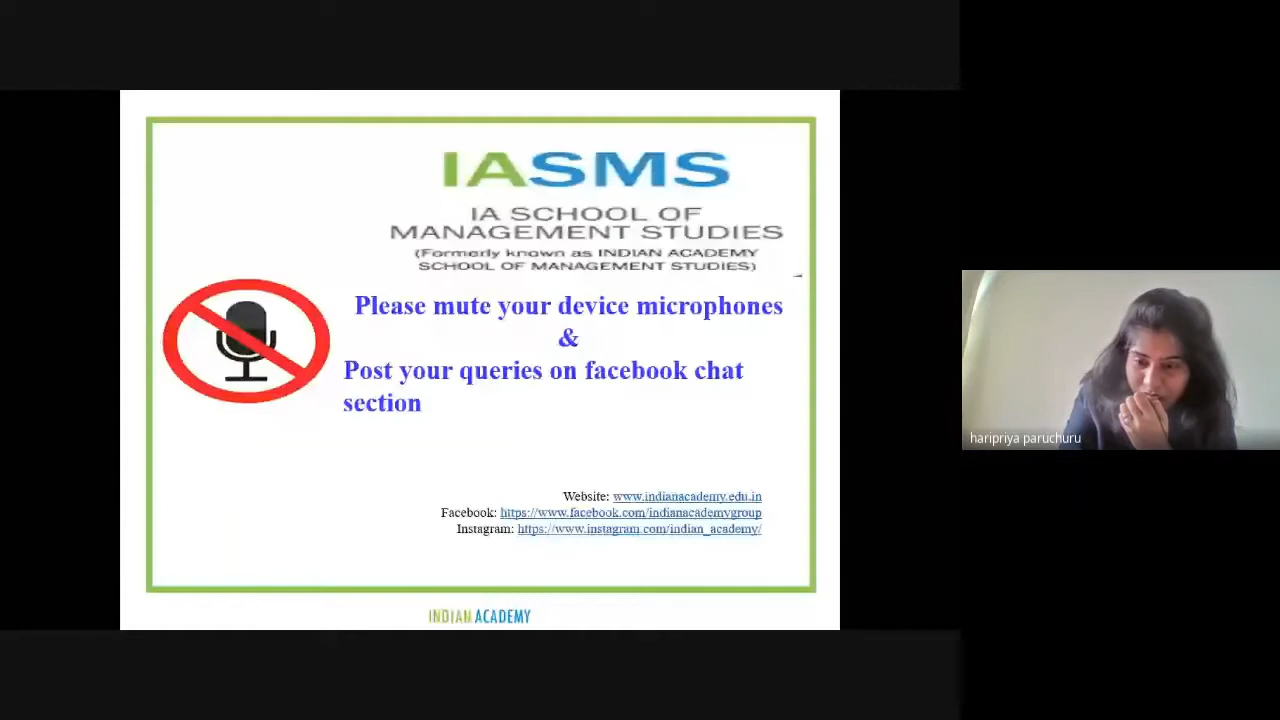 IASMS
IA SCHOOL OF
MANAGEMENT STUDIES
(Formerly known as INDIAN ACADEMY
SCHOOL OF MANAGEMENT STUDIES)
Please mute your device microphones
&
Post your queries on facebook chat
section
Website: www.indianacademy.edu.in
Facebook: https://www.facebook.com/indianacademygroup
Instagram: https://www.instagram.com/indian_academy/
INDIAN ACADEMY
haripriya paruchuru